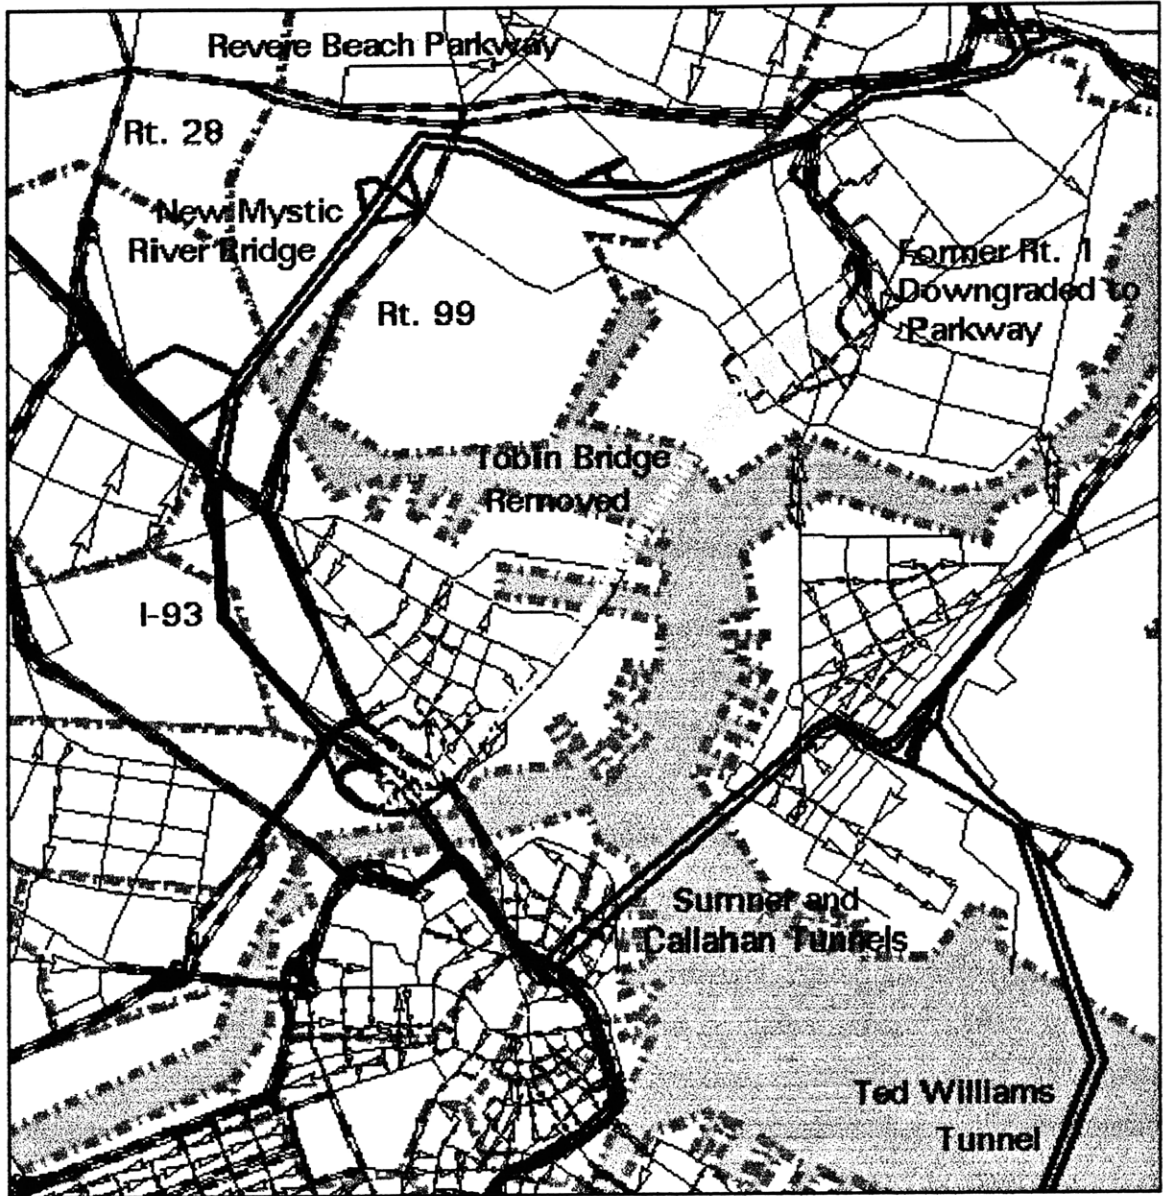 Revere Beach Parkway
Rt. 28
New Mystic
River Bridge
Rt. 99
Former Rt. 1
Downgraded to
Parkway
Tobin Bridge
Removed
I-93
Sumner and
Callahan Tunnels
Ted Williams
Tunnel